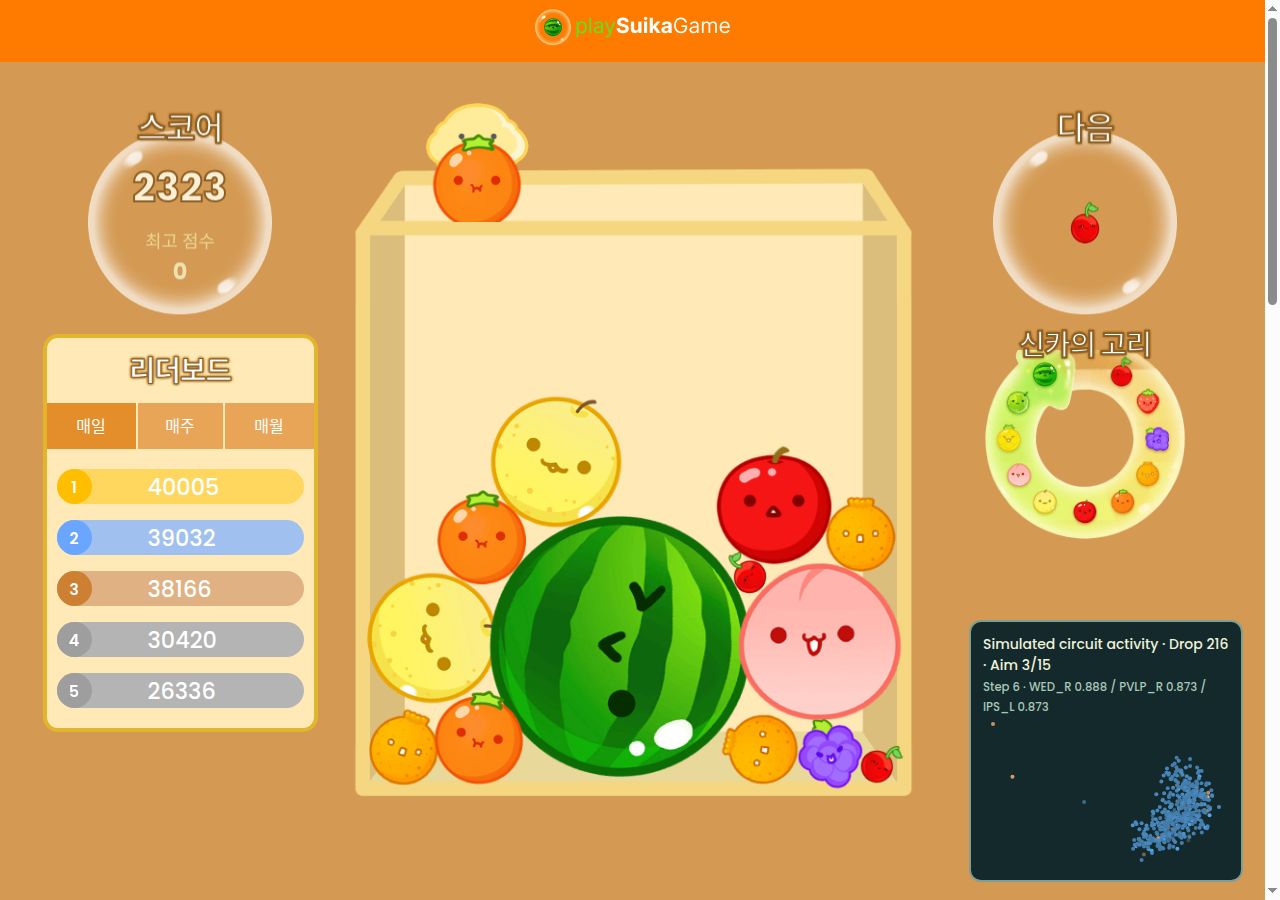 playSuikaGame
스코어
2323
최고 점수
0
리더보드
매일
매주
매월
1 40005
2 39032
3 38166
4 30420
5 26336
다음
신카의 고리
Simulated circuit activity · Drop 216
· Aim 3/15
Step 6 · WED_R 0.888 / PVLP_R 0.873 /
IPS_L 0.873